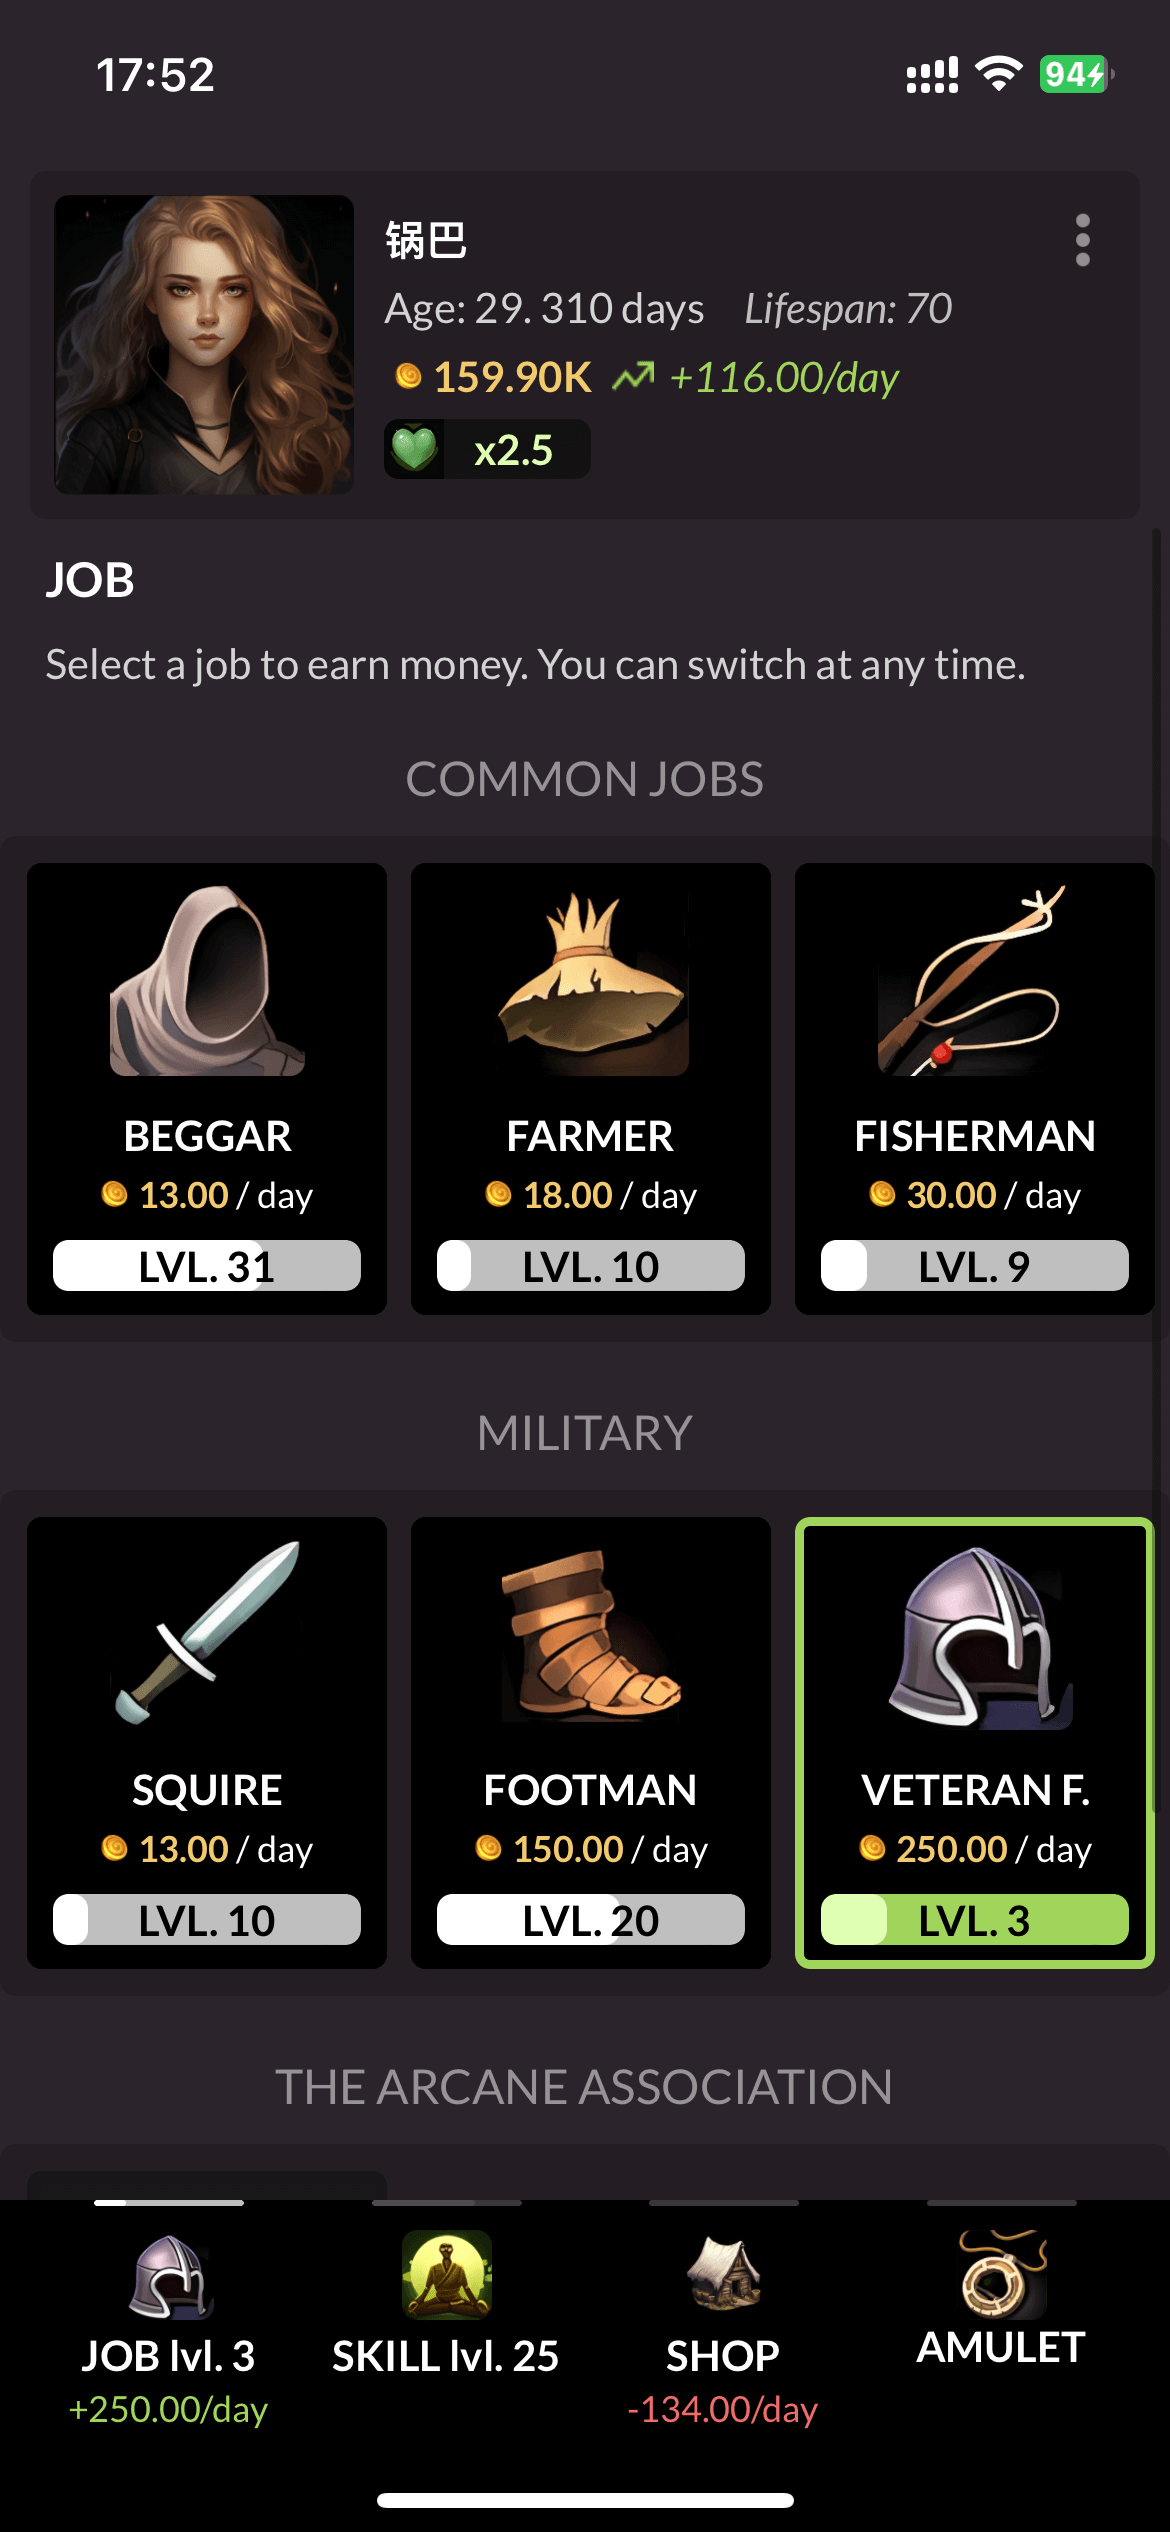 17:52
94
锅巴
Age: 29. 310 days Lifespan: 70
159.90K +116.00/day
x2.5
JOB
Select a job to earn money. You can switch at any time.
COMMON JOBS
BEGGAR FARMER FISHERMAN
13.00 / day 18.00 / day 30.00 / day
LVL. 31 LVL. 10 LVL. 9
MILITARY
SQUIRE FOOTMAN VETERAN F.
13.00 / day 150.00 / day 250.00 / day
LVL. 10 LVL. 20 LVL. 3
THE ARCANE ASSOCIATION
JOB lvl. 3 SKILL lvl. 25 SHOP AMULET
+250.00/day -134.00/day